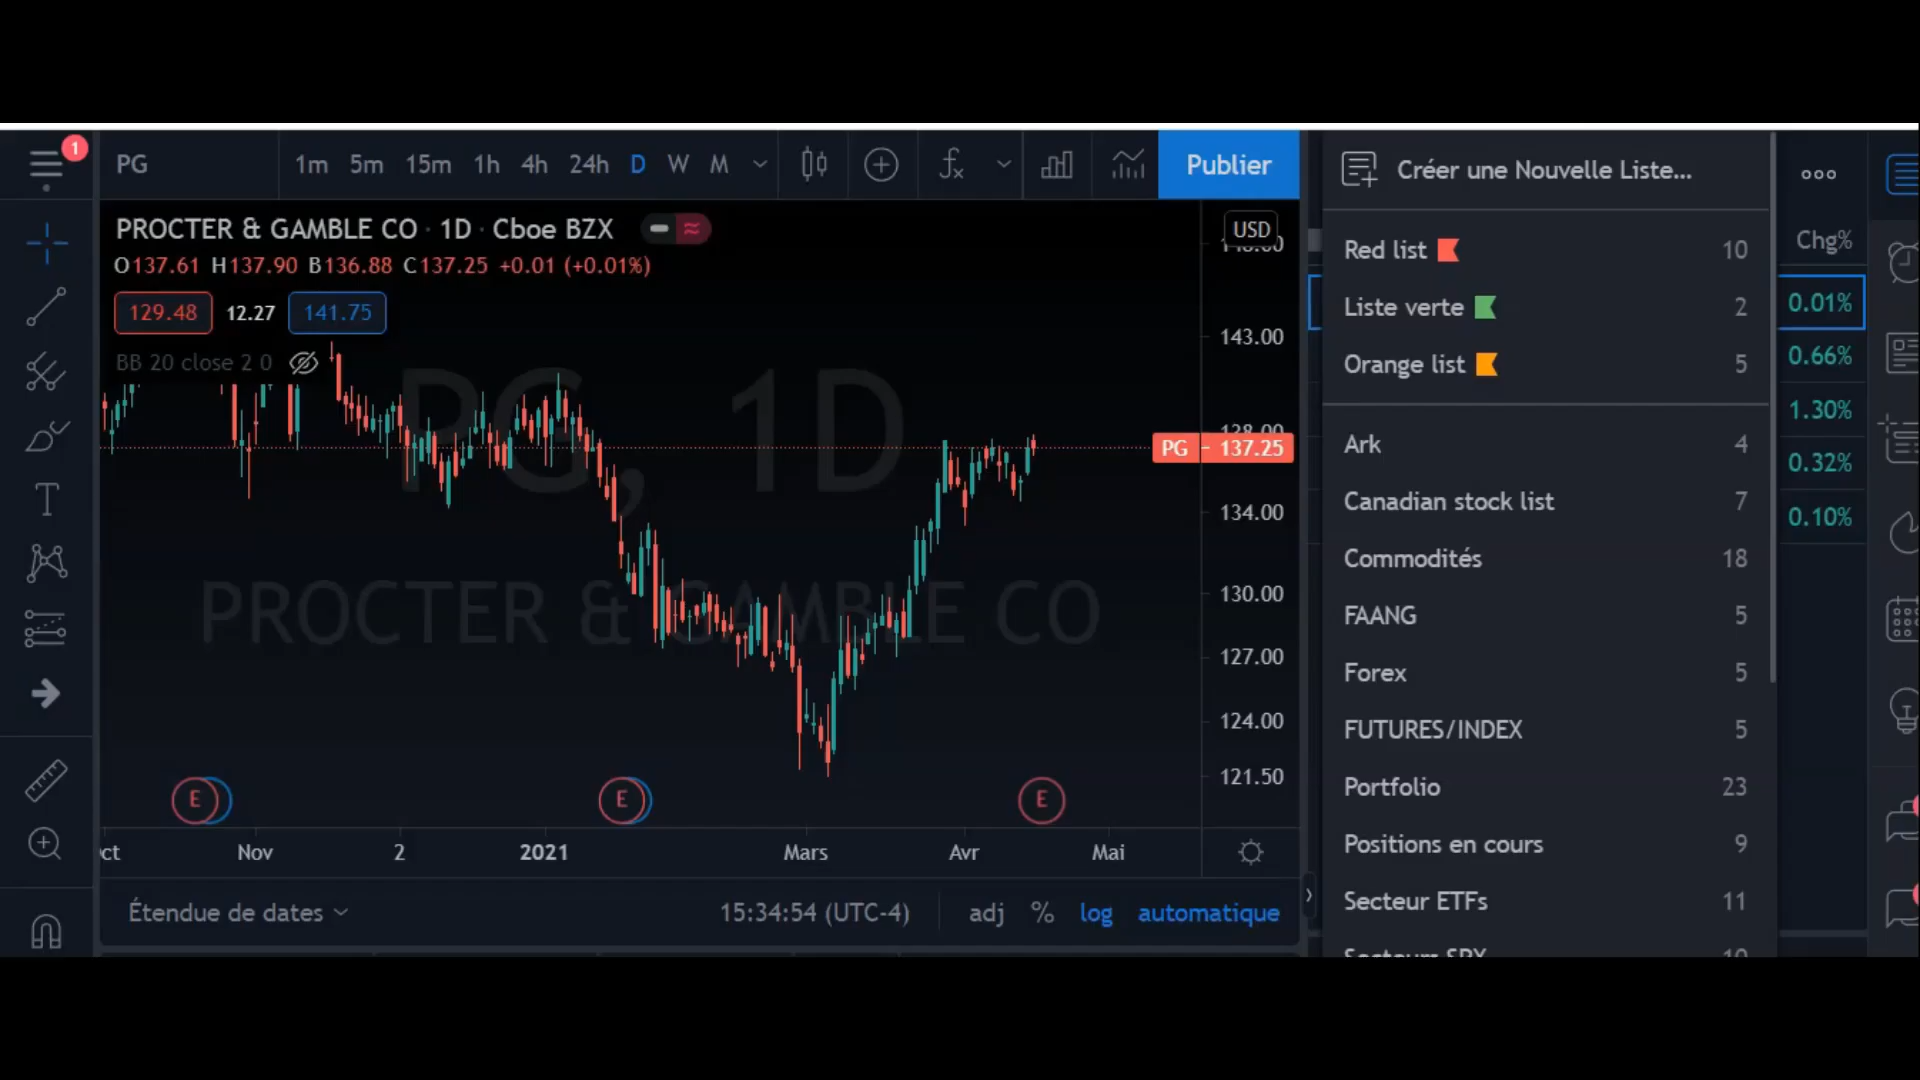 1
PG
1m 5m 15m 1h 4h 24h D W M
Publier
PROCTER & GAMBLE CO · 1D · Cboe BZX
O137.61 H137.90 B136.88 C137.25 +0.01 (+0.01%)
129.48 12.27 141.75
BB 20 close 2 0
PG, 1D
PROCTER & GAMBLE CO
USD
143.00
PG 137.25
134.00
130.00
127.00
124.00
121.50
E E E
Nov 2 2021 Mars Avr Mai
Étendue de dates
15:34:54 (UTC-4)
adj % log automatique
Créer une Nouvelle Liste...
Red list 10
Liste verte 2
Orange list 5
Ark 4
Canadian stock list 7
Commodités 18
FAANG 5
Forex 5
FUTURES/INDEX 5
Portfolio 23
Positions en cours 9
Secteur ETFs 11
Chg%
0.01%
0.66%
1.30%
0.32%
0.10%